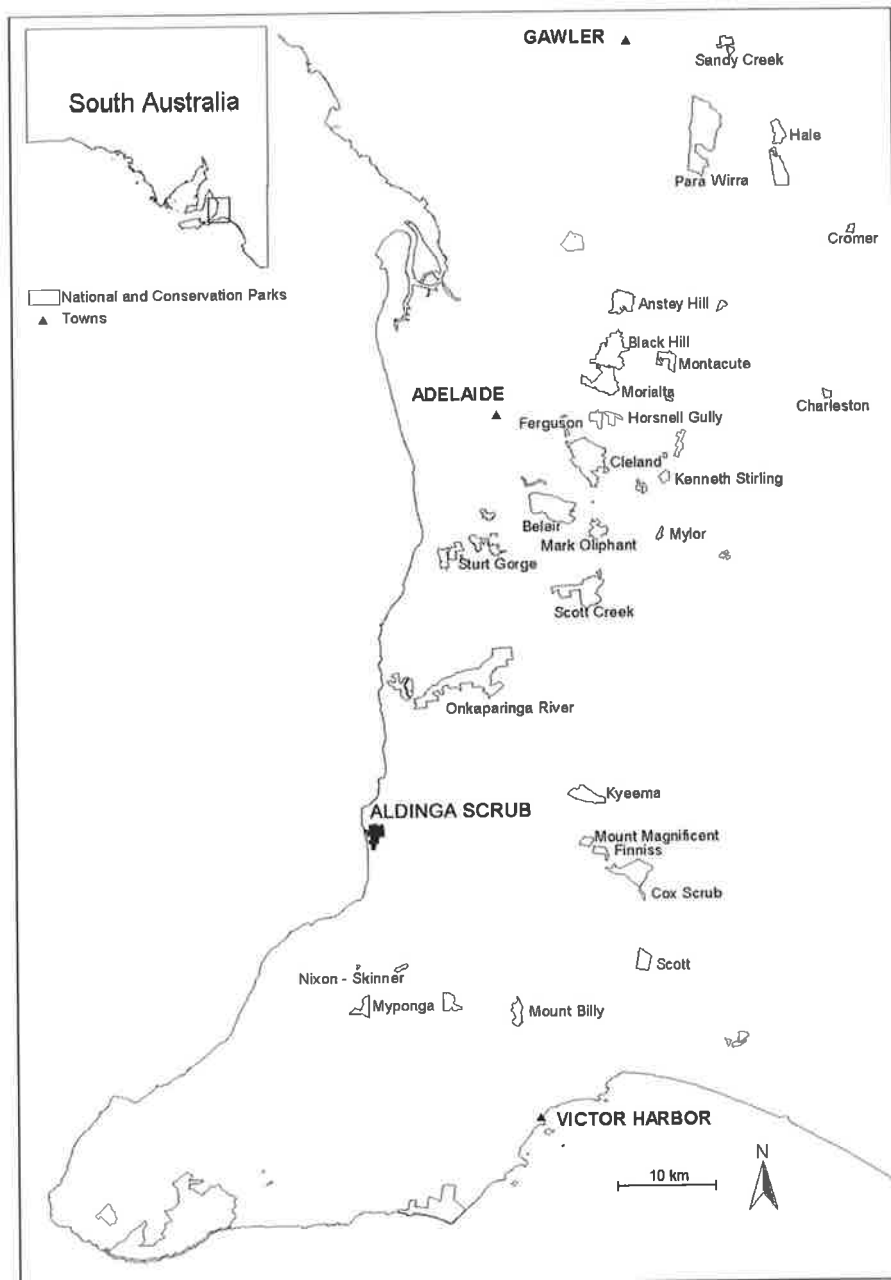 GAWLER
Sandy Creek
South Australia
Hale
Para Wirra
Cromer
National and Conservation Parks
Towns
Anstey Hill
Black Hill
Montacute
Morialta
ADELAIDE
Charleston
Ferguson
Horsnell Gully
Cleland
Kenneth Stirling
Belair
Mark Oliphant
Mylor
Sturt Gorge
Scott Creek
Onkaparinga River
Kyeema
ALDINGA SCRUB
Mount Magnificent
Finniss
Cox Scrub
Scott
Nixon - Skinner
Myponga
Mount Billy
VICTOR HARBOR
N
10 km